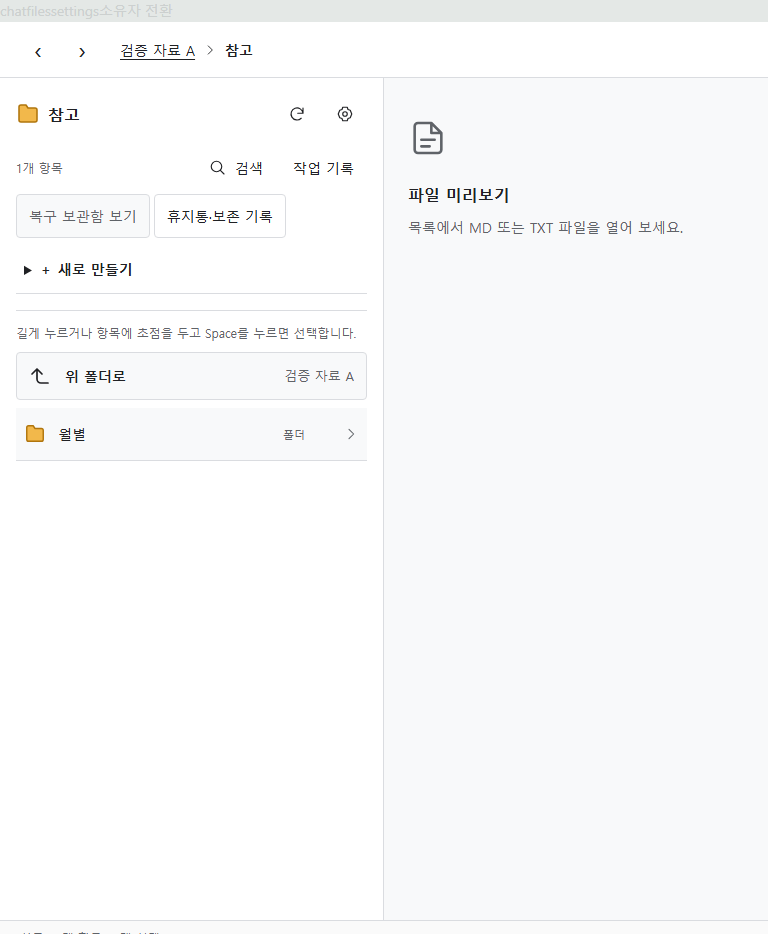 chatfilessettings소유자 전환
‹ › 검증 자료 A > 참고
참고
1개 항목 검색 작업 기록
복구 보관함 보기 휴지통·보존 기록
▶ + 새로 만들기
길게 누르거나 항목에 초점을 두고 Space를 누르면 선택합니다.
위 폴더로 검증 자료 A
월별 폴더
파일 미리보기
목록에서 MD 또는 TXT 파일을 열어 보세요.